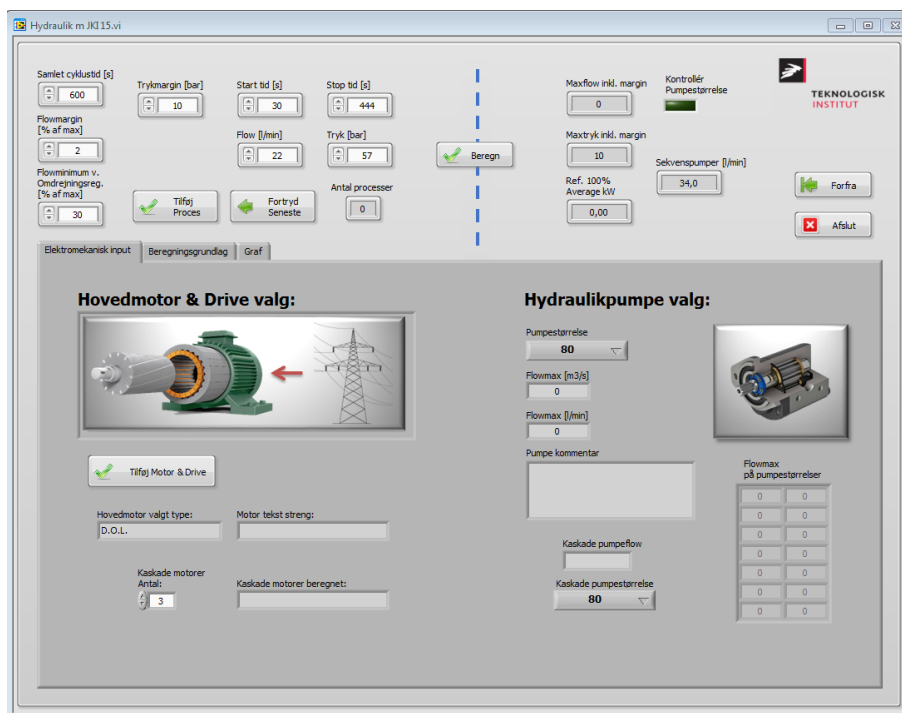 Hydraulik m JKI 15.vi
Samlet cyklustid [s]
600
Trykmargin [bar]
10
Start tid [s]
30
Stop tid [s]
444
Flowmargin
[% af max]
2
Flow [l/min]
22
Tryk [bar]
57
Flowminimum v.
Omdrejningsreg.
[% af max]
30
Tilføj
Proces
Fortryd
Seneste
Antal processer
0
Beregn
Maxflow inkl. margin
0
Kontrollér
Pumpestørrelse
TEKNOLOGISK
INSTITUT
Maxtryk inkl. margin
10
Ref. 100%
Average kW
0,00
Sekvenspumper [l/min]
34,0
Forfra
Afslut
Elektromekanisk input
Beregningsgrundlag
Graf
Hovedmotor & Drive valg:
Tilføj Motor & Drive
Hovedmotor valgt type:
D.O.L.
Motor tekst streng:
Kaskade motorer
Antal:
3
Kaskade motorer beregnet:
Hydraulikpumpe valg:
Pumpestørrelse
80
Flowmax [m3/s]
0
Flowmax [l/min]
0
Pumpe kommentar
Kaskade pumpeflow
Kaskade pumpestørrelse
80
Flowmax
på pumpestørrelser
0 0
0 0
0 0
0 0
0 0
0 0
0 0